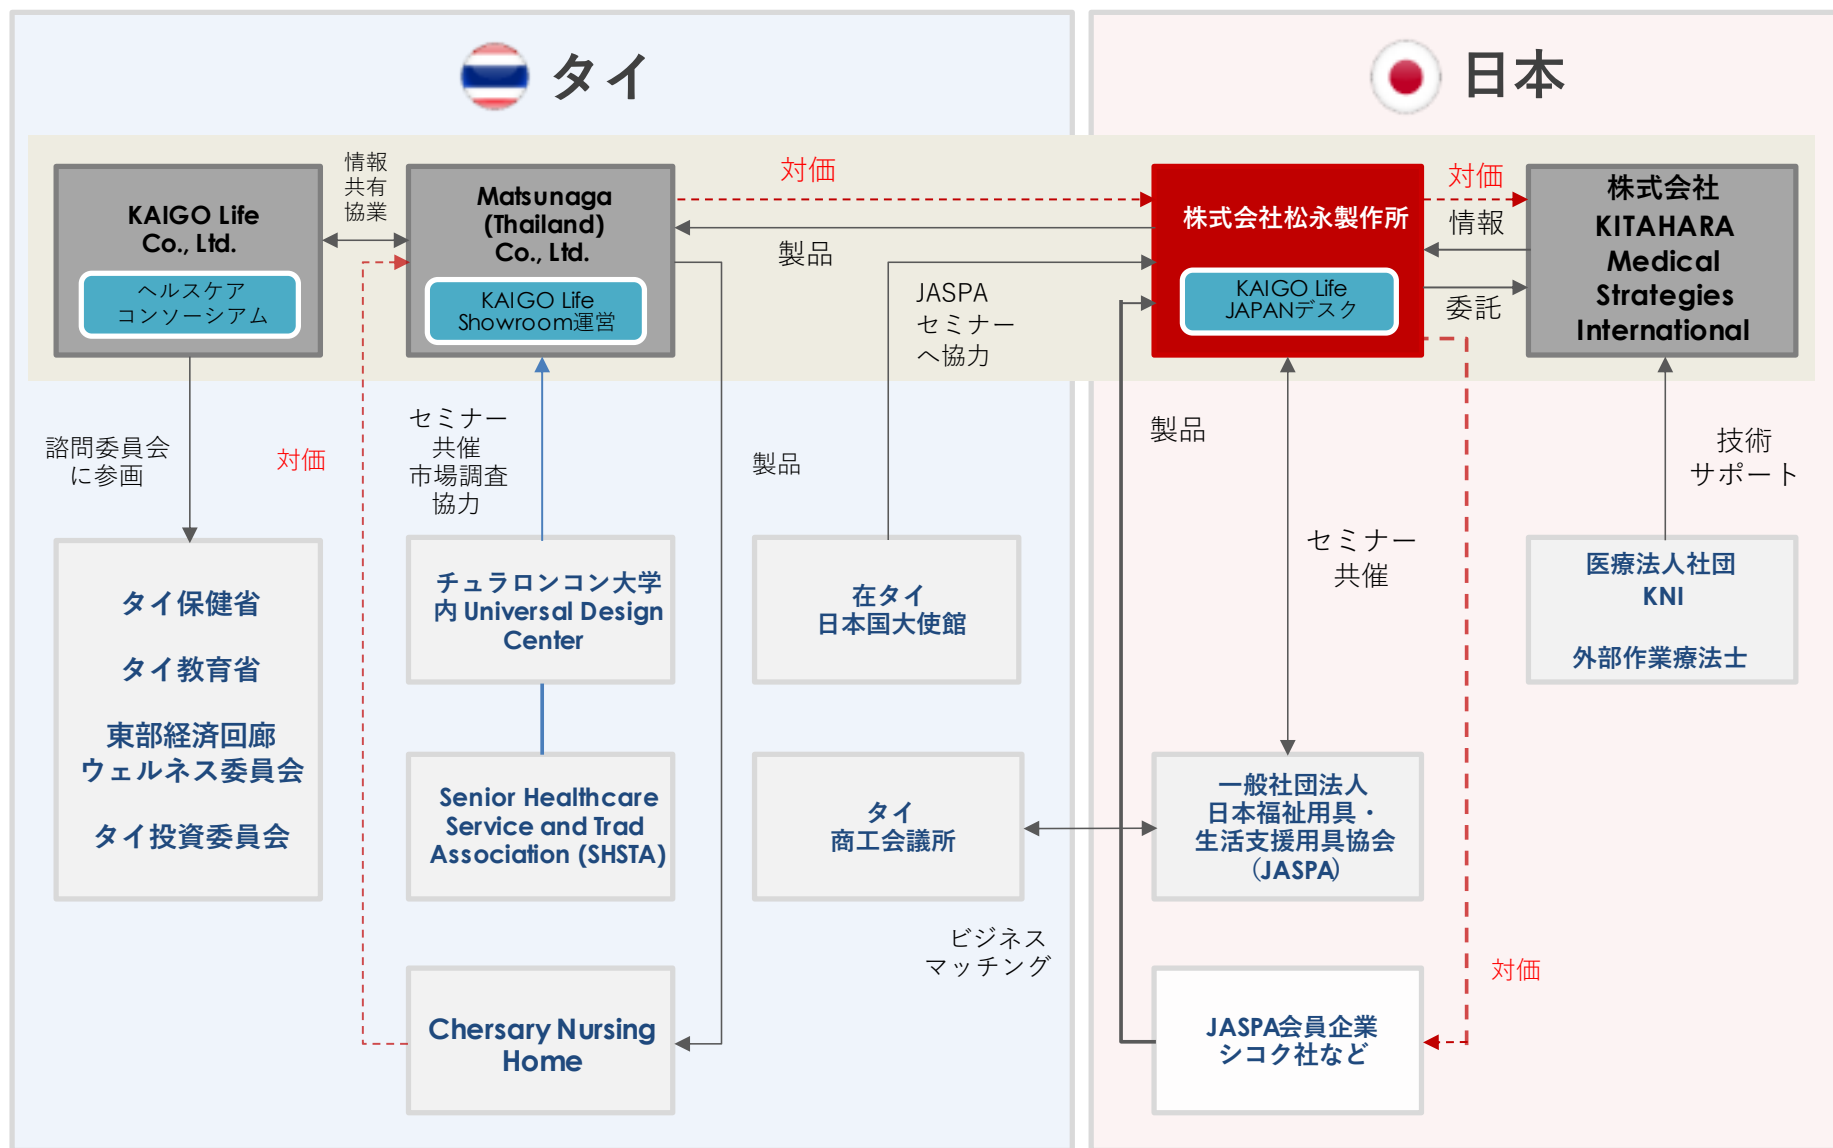 タイ
日本
KAIGO Life
Co., Ltd.
ヘルスケア
コンソーシアム
情報
共有
協業
Matsunaga
(Thailand)
Co., Ltd.
KAIGO Life
Showroom運営
対価
製品
株式会社松永製作所
KAIGO Life
JAPANデスク
対価
情報
委託
株式会社
KITAHARA
Medical
Strategies
International
JASPA
セミナー
へ協力
諮問委員会
に参画
対価
セミナー
共催
市場調査
協力
製品
製品
セミナー
共催
技術
サポート
タイ保健省
タイ教育省
東部経済回廊
ウェルネス委員会
タイ投資委員会
チュラロンコン大学
内 Universal Design
Center
在タイ
日本国大使館
医療法人社団
KNI
外部作業療法士
Senior Healthcare
Service and Trad
Association (SHSTA)
タイ
商工会議所
一般社団法人
日本福祉用具・
生活支援用具協会
（JASPA）
ビジネス
マッチング
対価
Chersary Nursing
Home
JASPA会員企業
シコク社など